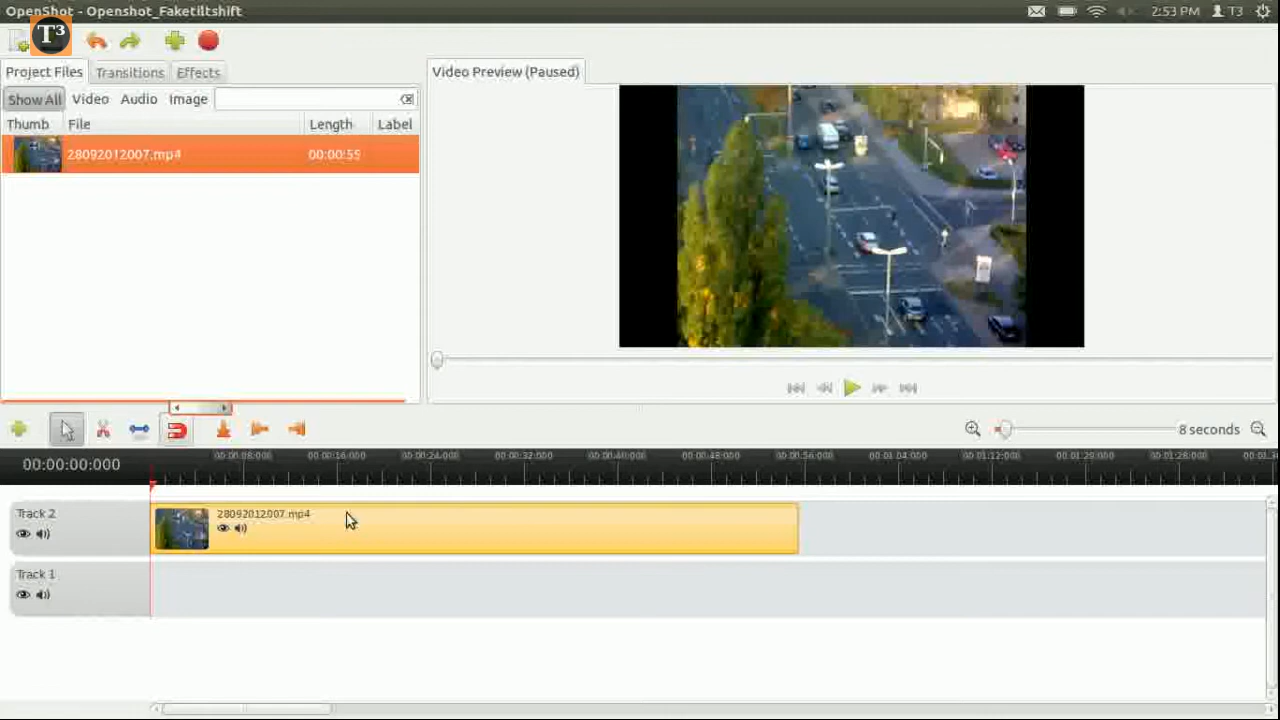 OpenShot - Openshot_Faketiltshift
2:53 PM T3
T³
Project Files Transitions Effects
Video Preview (Paused)
Show All Video Audio Image
Thumb File Length Label
28092012007.mp4 00:00:55
8 seconds
00:00:00:000
00:00:08:000 00:00:16:000 00:00:24:000 00:00:32:000 00:00:40:000 00:00:48:000 00:00:56:000 00:01:04:000 00:01:12:000 00:01:28:000
Track 2
28092012007.mp4
Track 1